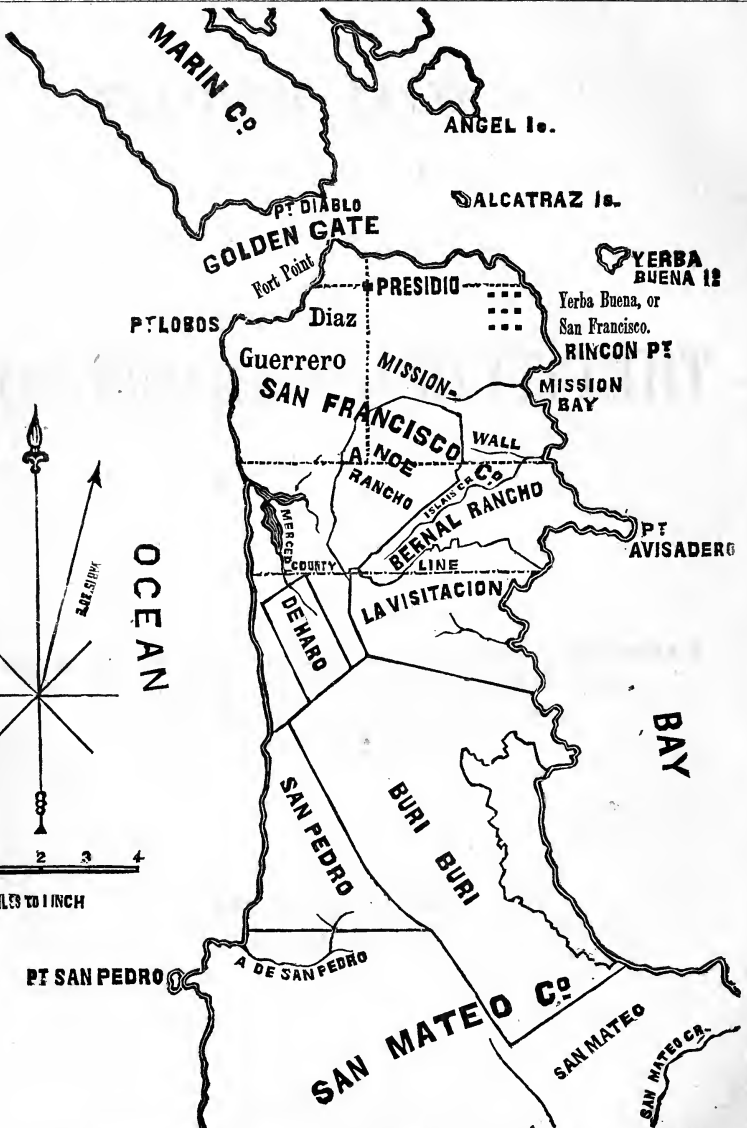 MARIN Co
ANGEL Is.
ALCATRAZ Is.
PT DIABLO
GOLDEN GATE
Fort Point
YERBA
BUENA Is
PRESIDIO
Yerba Buena, or
San Francisco.
PT LOBOS
Diaz
RINCON PT
Guerrero
MISSION
MISSION
BAY
SAN FRANCISCO Co
WALL
A
NOE
RANCHO
ISLAIS CR
BERNAL RANCHO
MERCED
PT
AVISADERO
COUNTY LINE
OCEAN
LA VISITACION
DE HARO
BAY
SAN PEDRO
BURI
BURI
2 3 4
TO 1 INCH
A DE SAN PEDRO
PT SAN PEDRO
SAN MATEO Co
SAN MATEO
SAN MATEO CR.